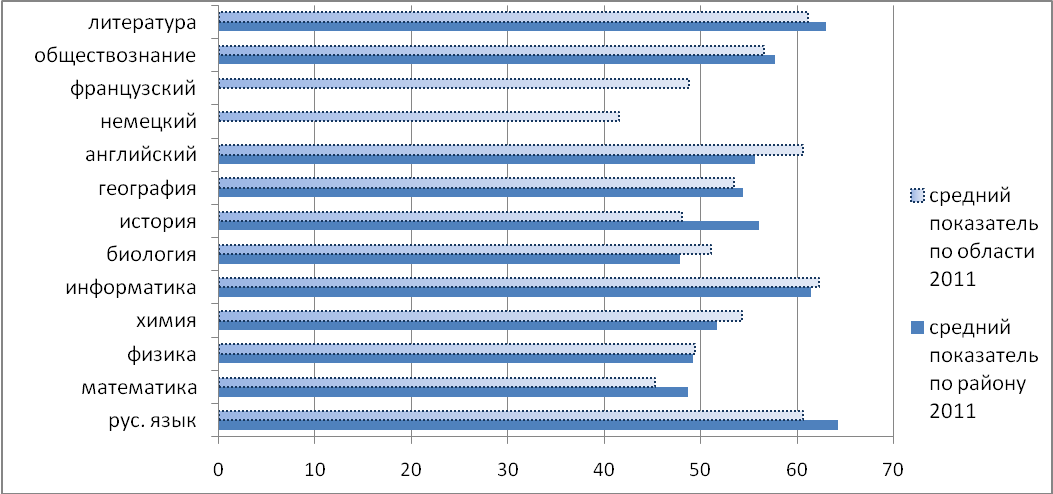 литература
обществознание
французский
немецкий
английский
география
история
биология
информатика
химия
физика
математика
рус. язык
0 10 20 30 40 50 60 70
средний
показатель
по области
2011
средний
показатель
по району
2011